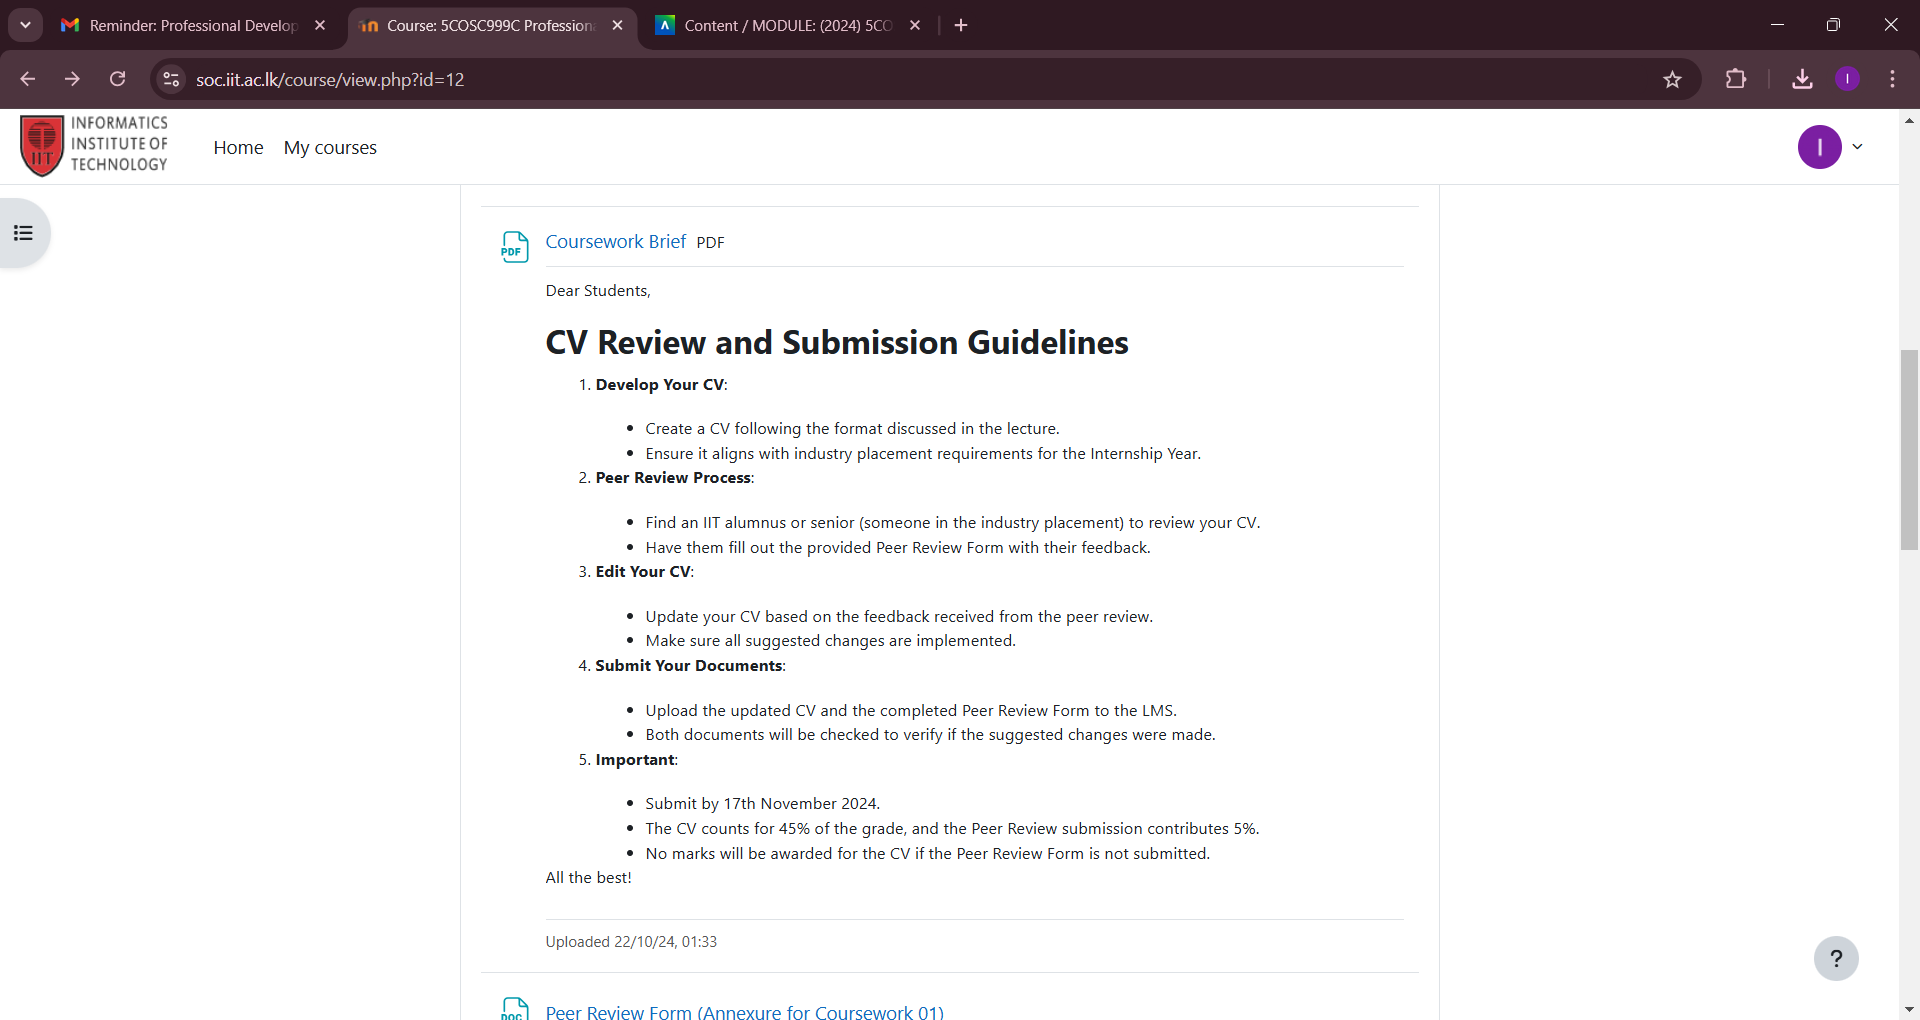 Reminder: Professional Develop
Course: 5COSC999C Profession
Content / MODULE: (2024) 5CO
soc.iit.ac.lk/course/view.php?id=12
I
INFORMATICS
INSTITUTE OF
TECHNOLOGY
IIT
Home
My courses
I
PDF
Coursework Brief PDF
Dear Students,
CV Review and Submission Guidelines
1. Develop Your CV:
• Create a CV following the format discussed in the lecture.
• Ensure it aligns with industry placement requirements for the Internship Year.
2. Peer Review Process:
• Find an IIT alumnus or senior (someone in the industry placement) to review your CV.
• Have them fill out the provided Peer Review Form with their feedback.
3. Edit Your CV:
• Update your CV based on the feedback received from the peer review.
• Make sure all suggested changes are implemented.
4. Submit Your Documents:
• Upload the updated CV and the completed Peer Review Form to the LMS.
• Both documents will be checked to verify if the suggested changes were made.
5. Important:
• Submit by 17th November 2024.
• The CV counts for 45% of the grade, and the Peer Review submission contributes 5%.
• No marks will be awarded for the CV if the Peer Review Form is not submitted.
All the best!
Uploaded 22/10/24, 01:33
?
DOC
Peer Review Form (Annexure for Coursework 01)